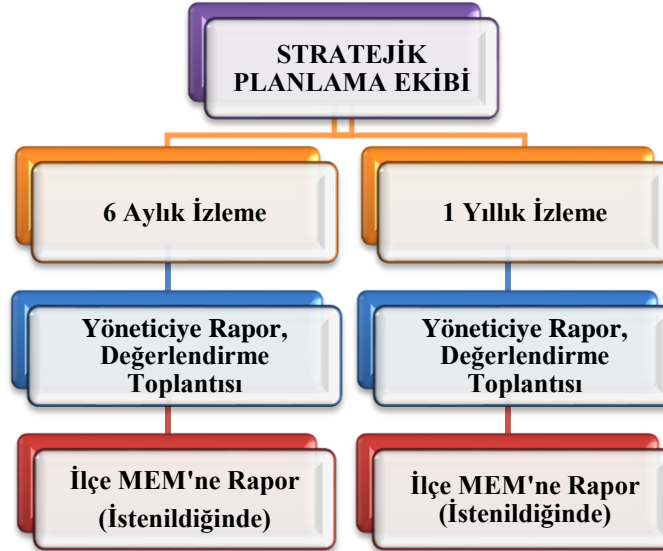 STRATEJİK
PLANLAMA EKİBİ
6 Aylık İzleme
1 Yıllık İzleme
Yöneticiye Rapor,
Değerlendirme
Toplantısı
Yöneticiye Rapor,
Değerlendirme
Toplantısı
İlçe MEM'ne Rapor
(İstenildiğinde)
İlçe MEM'ne Rapor
(İstenildiğinde)